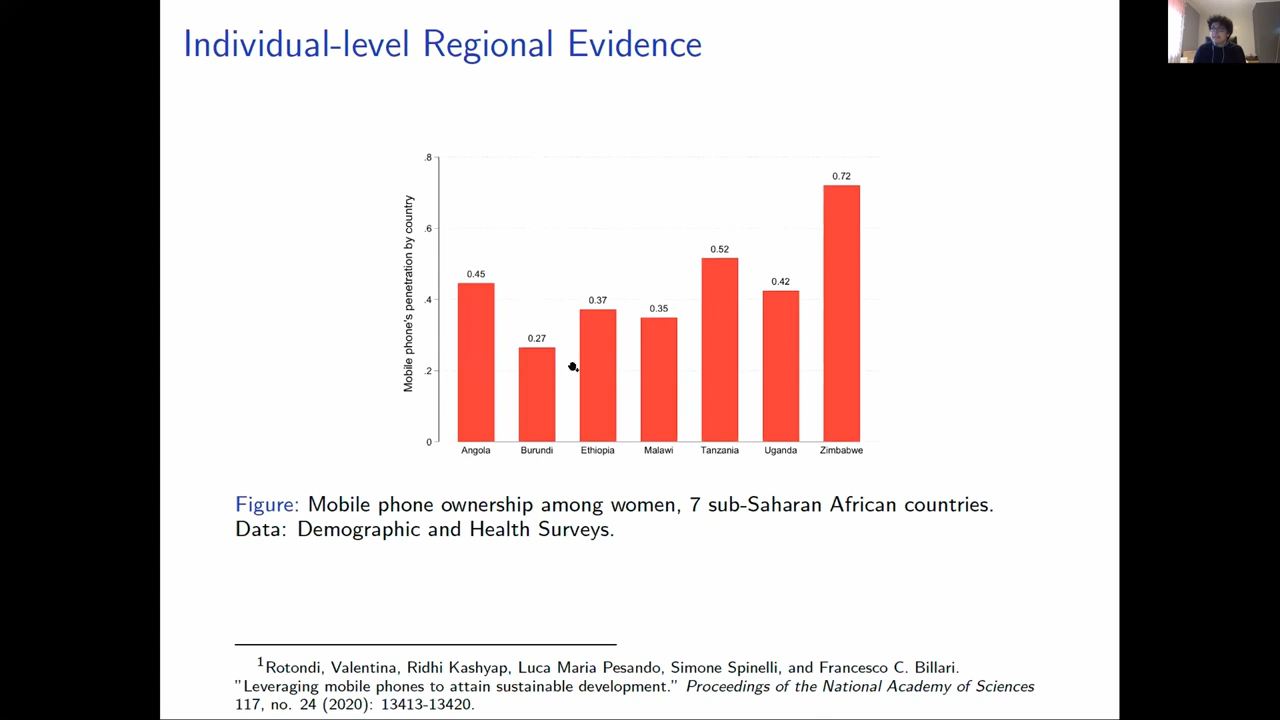 Individual-level Regional Evidence
Mobile phone's penetration by country
.8
.6
.4
.2
0
0.45
0.27
0.37
0.35
0.52
0.42
0.72
Angola Burundi Ethiopia Malawi Tanzania Uganda Zimbabwe
Figure: Mobile phone ownership among women, 7 sub-Saharan African countries.
Data: Demographic and Health Surveys.
1Rotondi, Valentina, Ridhi Kashyap, Luca Maria Pesando, Simone Spinelli, and Francesco C. Billari.
"Leveraging mobile phones to attain sustainable development." Proceedings of the National Academy of Sciences
117, no. 24 (2020): 13413-13420.